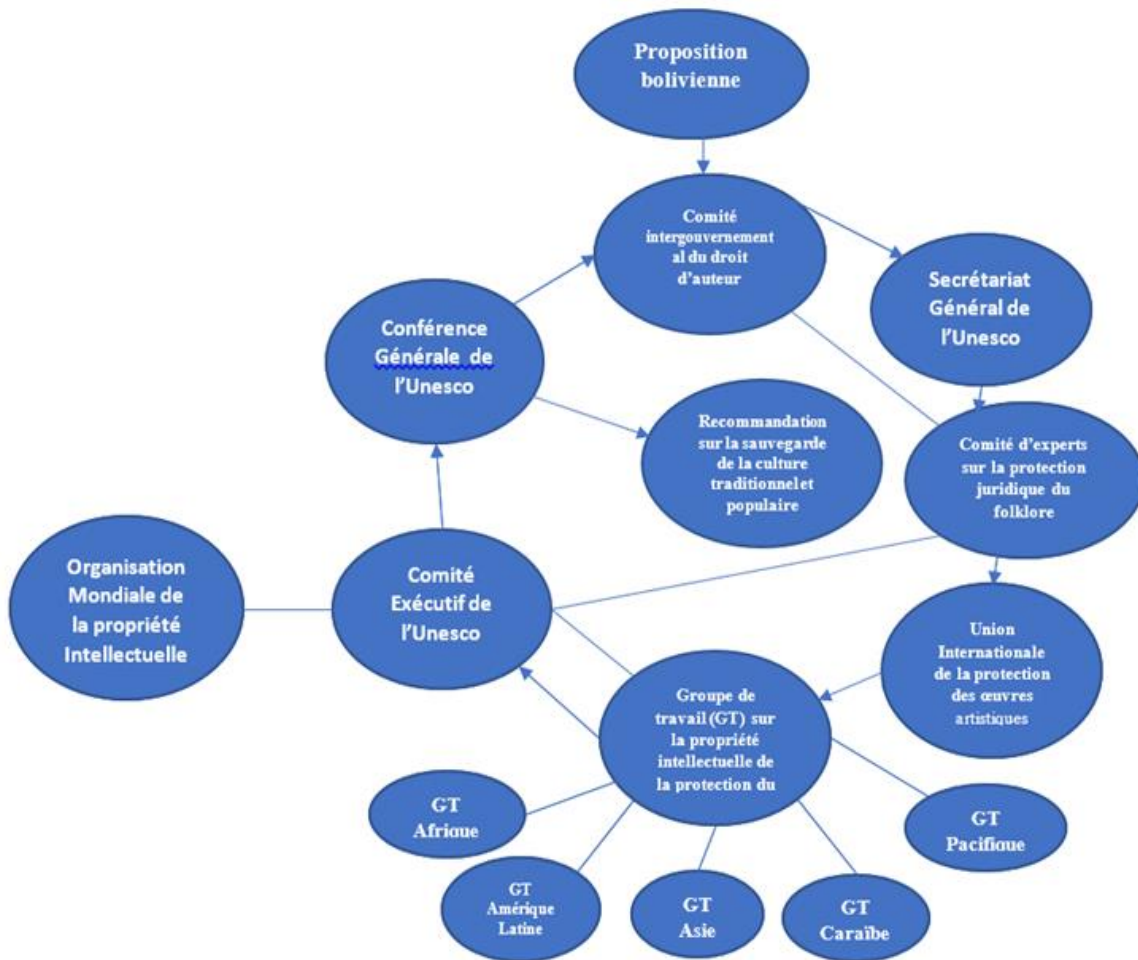 Proposition
bolivienne
Comité
intergouvernement
al du droit
d’auteur
Secrétariat
Général de
l’Unesco
Conférence
Générale de
l’Unesco
Recommandation
sur la sauvegarde
de la culture
traditionnel et
populaire
Comité d’experts
sur la protection
juridique du
folklore
Organisation
Mondiale de
la propriété
Intellectuelle
Comité
Exécutif de
l’Unesco
Union
Internationale
de la protection
des œuvres
artistiques
Groupe de
travail (GT) sur
la propriété
intellectuelle de
la protection du
GT
Afrique
GT
Pacifique
GT
Amérique
Latine
GT
Asie
GT
Caraïbe